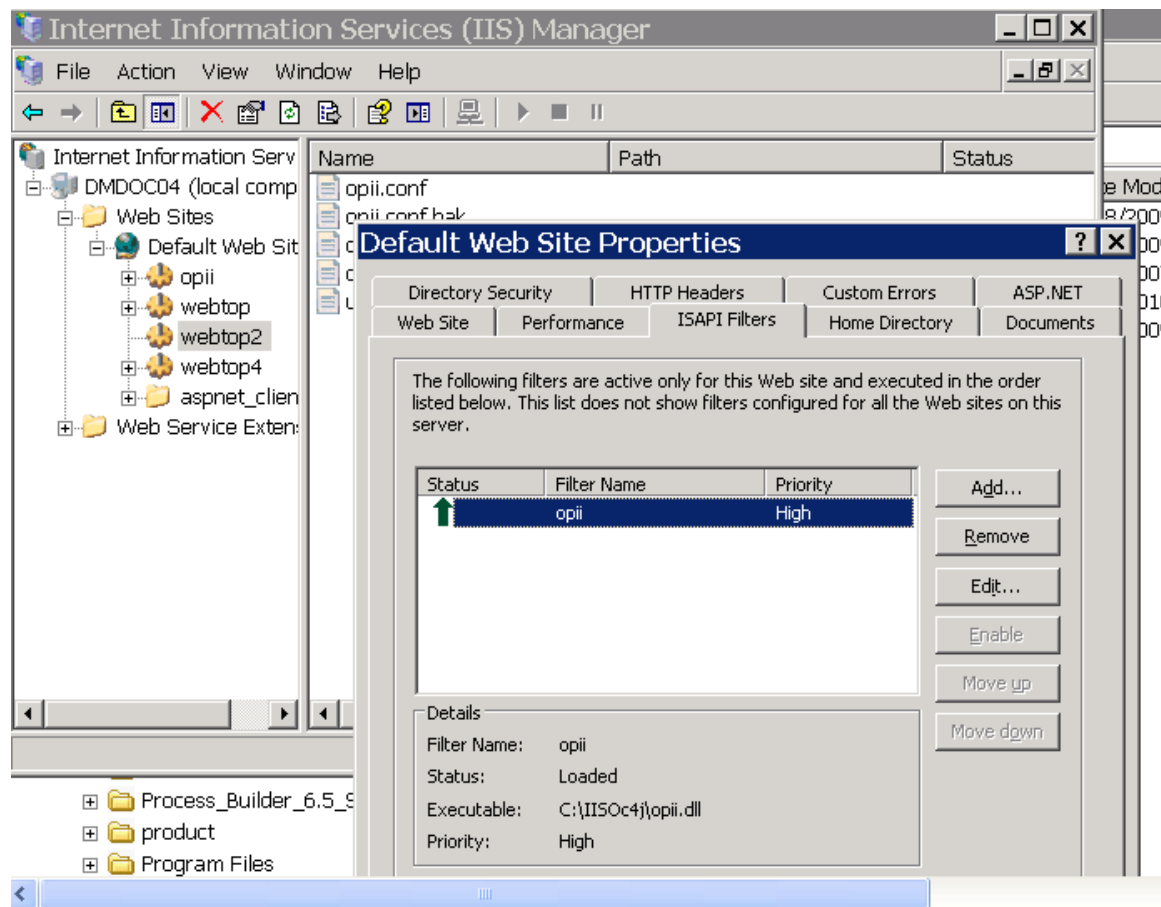 Internet Information Services (IIS) Manager
File Action View Window Help
Internet Information Serv
DMDOC04 (local comp
Web Sites
Default Web Sit
opii
webtop
webtop2
webtop4
aspnet_clien
Web Service Exten
Name Path Status
opii.conf
opii.conf.bak
e Mod
8/200
Default Web Site Properties
Directory Security HTTP Headers Custom Errors ASP.NET
Web Site Performance ISAPI Filters Home Directory Documents
The following filters are active only for this Web site and executed in the order
listed below. This list does not show filters configured for all the Web sites on this
server.
Status Filter Name Priority
opii High
Add...
Remove
Edit...
Enable
Move up
Move down
Details
Filter Name: opii
Status: Loaded
Executable: C:\IISOc4j\opii.dll
Priority: High
Process_Builder_6.5_S
product
Program Files